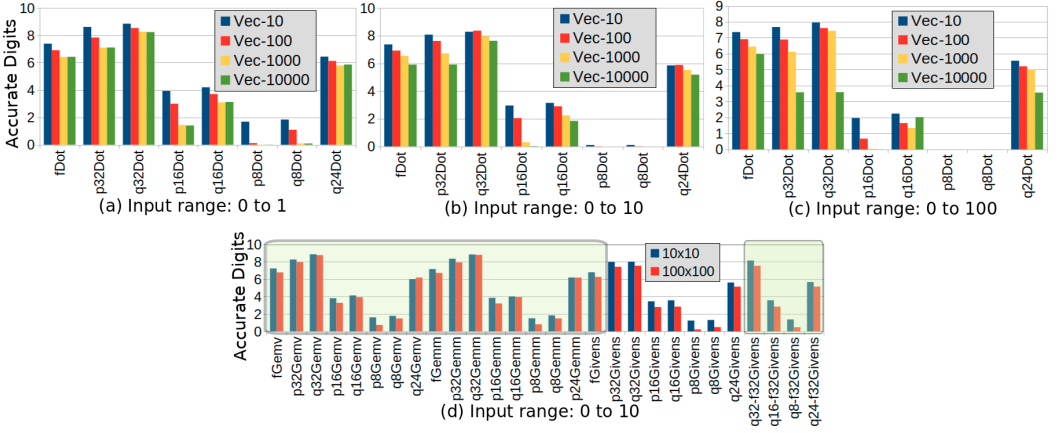 Accurate Digits
10
8
6
4
2
0
Vec-10
Vec-100
Vec-1000
Vec-10000
fDot
p32Dot
q32Dot
p16Dot
q16Dot
p8Dot
q8Dot
q24Dot
(a) Input range: 0 to 1
10
8
6
4
2
0
Vec-10
Vec-100
Vec-1000
Vec-10000
fDot
p32Dot
q32Dot
p16Dot
q16Dot
p8Dot
q8Dot
q24Dot
(b) Input range: 0 to 10
9
8
7
6
5
4
3
2
1
0
Vec-10
Vec-100
Vec-1000
Vec-10000
fDot
p32Dot
q32Dot
p16Dot
q16Dot
p8Dot
q8Dot
q24Dot
(c) Input range: 0 to 100
Accurate Digits
10
8
6
4
2
0
10x10
100x100
fGemv
p32Gemv
q32Gemv
p16Gemv
q16Gemv
p8Gemv
q8Gemv
q24Gemv
fGemm
p32Gemm
q32Gemm
p16Gemm
q16Gemm
p8Gemm
q8Gemm
p24Gemm
fGivens
p32Givens
q32Givens
p16Givens
q16Givens
p8Givens
q8Givens
q24Givens
q32-f32Givens
q16-f32Givens
q8-f32Givens
q24-f32Givens
(d) Input range: 0 to 10